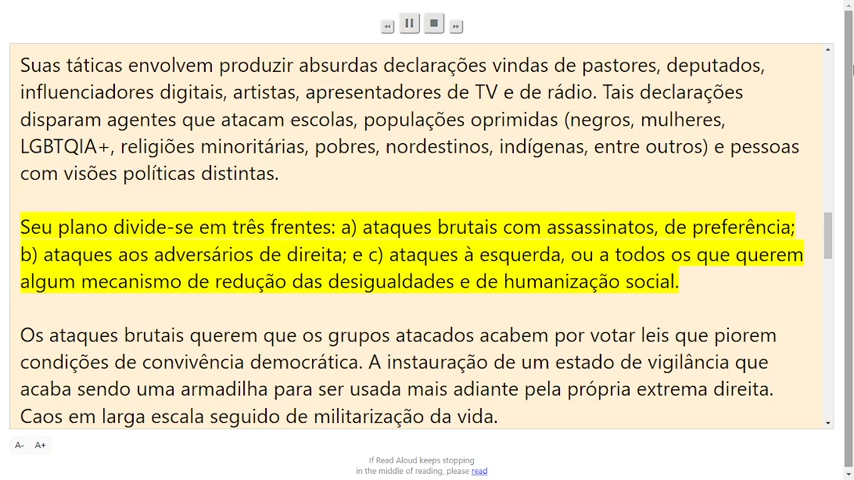 Suas táticas envolvem produzir absurdas declarações vindas de pastores, deputados,
influenciadores digitais, artistas, apresentadores de TV e de rádio. Tais declarações
disparam agentes que atacam escolas, populações oprimidas (negros, mulheres,
LGBTQIA+, religiões minoritárias, pobres, nordestinos, indígenas, entre outros) e pessoas
com visões políticas distintas.
Seu plano divide-se em três frentes: a) ataques brutais com assassinatos, de preferência;
b) ataques aos adversários de direita; e c) ataques à esquerda, ou a todos os que querem
algum mecanismo de redução das desigualdades e de humanização social.
Os ataques brutais querem que os grupos atacados acabem por votar leis que piorem
condições de convivência democrática. A instauração de um estado de vigilância que
acaba sendo uma armadilha para ser usada mais adiante pela própria extrema direita.
Caos em larga escala seguido de militarização da vida.
A- A+
If Read Aloud keeps stopping
in the middle of reading, please read